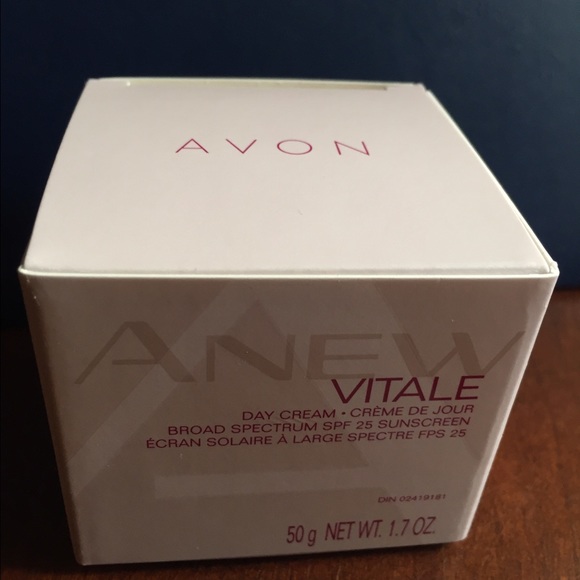 AVON
ANEW
VITALE
DAY CREAM • CRÈME DE JOUR
BROAD SPECTRUM SPF 25 SUNSCREEN
ÉCRAN SOLAIRE À LARGE SPECTRE FPS 25
DIN 02419181
50 g NET WT. 1.7 OZ.